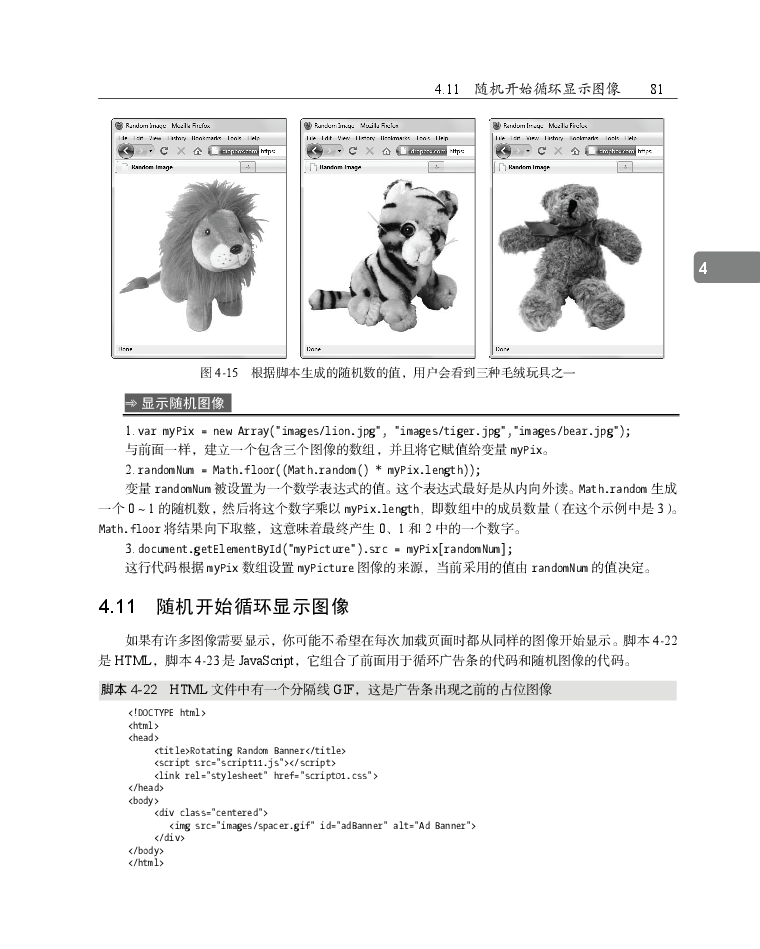 4.11 随机开始循环显示图像 81
Random Image - Mozilla Firefox
File Edit View History Bookmarks Tools Help
dropbox.com https:
Random Image
Done
Random Image - Mozilla Firefox
File Edit View History Bookmarks Tools Help
dropbox.com https:
Random Image
Done
Random Image - Mozilla Firefox
File Edit View History Bookmarks Tools Help
dropbox.com https:
Random Image
Done
4
图 4-15 根据脚本生成的随机数的值，用户会看到三种毛绒玩具之一
显示随机图像
1. var myPix = new Array("images/lion.jpg", "images/tiger.jpg","images/bear.jpg");
与前面一样，建立一个包含三个图像的数组，并且将它赋值给变量 myPix。
2. randomNum = Math.floor((Math.random() * myPix.length));
变量 randomNum 被设置为一个数学表达式的值。这个表达式最好是从内向外读。Math.random 生成
一个 0 ~ 1 的随机数，然后将这个数字乘以 myPix.length，即数组中的成员数量（在这个示例中是 3）。
Math.floor 将结果向下取整，这意味着最终产生 0、1 和 2 中的一个数字。
3. document.getElementById("myPicture").src = myPix[randomNum];
这行代码根据 myPix 数组设置 myPicture 图像的来源，当前采用的值由 randomNum 的值决定。
4.11 随机开始循环显示图像
如果有许多图像需要显示，你可能不希望在每次加载页面时都从同样的图像开始显示。脚本 4-22
是 HTML，脚本 4-23 是 JavaScript，它组合了前面用于循环广告条的代码和随机图像的代码。
脚本 4-22 HTML 文件中有一个分隔线 GIF，这是广告条出现之前的占位图像
<!DOCTYPE html>
<html>
<head>
<title>Rotating Random Banner</title>
<script src="script11.js"></script>
<link rel="stylesheet" href="script01.css">
</head>
<body>
<div class="centered">
<img src="images/spacer.gif" id="adBanner" alt="Ad Banner">
</div>
</body>
</html>